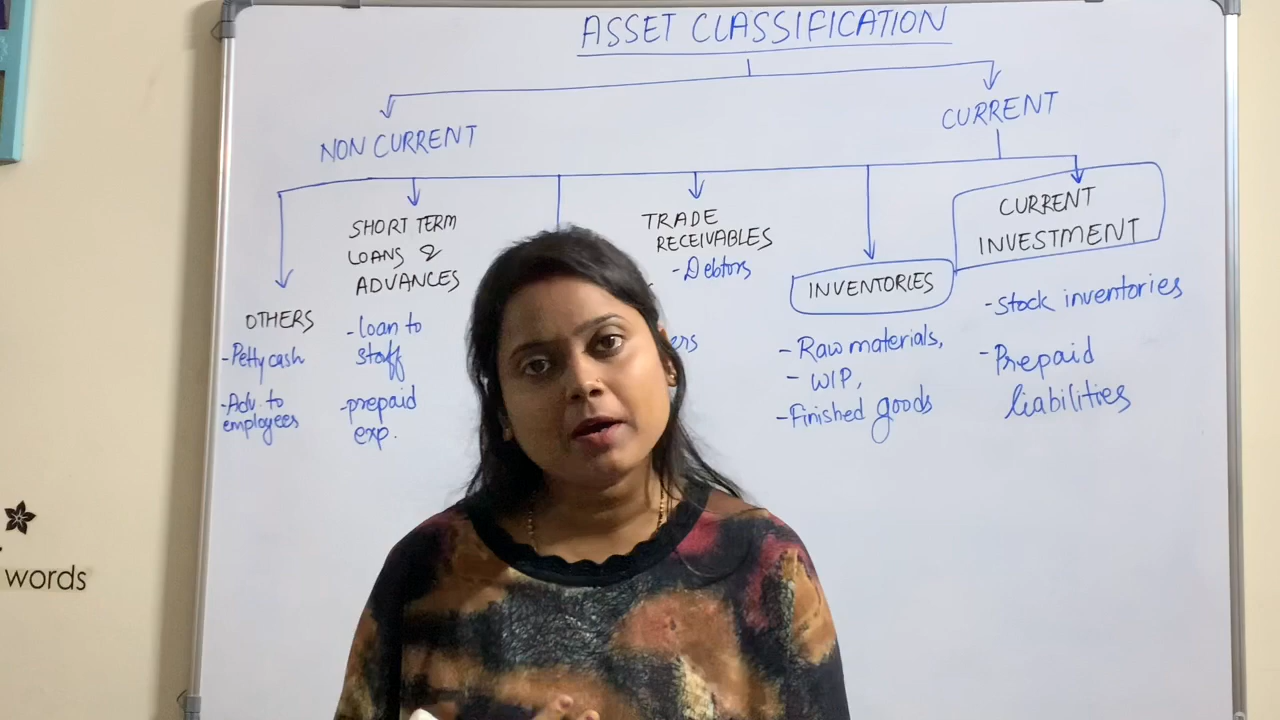 ASSET CLASSIFICATION
NON CURRENT
CURRENT
OTHERS
-Petty cash
-Adv. to
employees
SHORT TERM
LOANS &
ADVANCES
-loan to
staff
-prepaid
exp.
TRADE
RECEIVABLES
-Debtors
ers
INVENTORIES
-Raw materials,
-WIP,
-Finished goods
CURRENT
INVESTMENT
-stock inventories
-Prepaid
liabilities
words